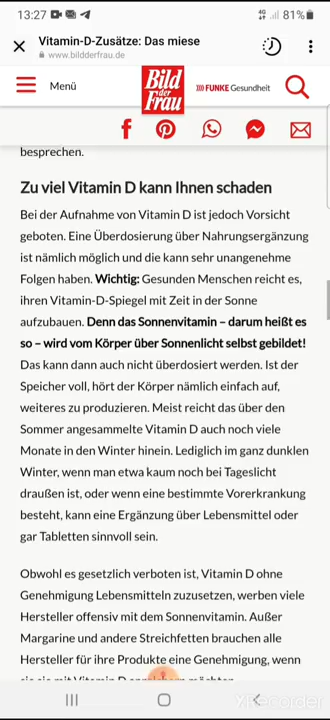 13:27
81%
Vitamin-D-Zusätze: Das miese
www.bildderfrau.de
Menü
Bild der Frau
FUNKE Gesundheit
besprechen.
Zu viel Vitamin D kann Ihnen schaden
Bei der Aufnahme von Vitamin D ist jedoch Vorsicht
geboten. Eine Überdosierung über Nahrungsergänzung
ist nämlich möglich und die kann sehr unangenehme
Folgen haben. Wichtig: Gesunden Menschen reicht es,
ihren Vitamin-D-Spiegel mit Zeit in der Sonne
aufzubauen. Denn das Sonnenvitamin – darum heißt es
so – wird vom Körper über Sonnenlicht selbst gebildet!
Das kann dann auch nicht überdosiert werden. Ist der
Speicher voll, hört der Körper nämlich einfach auf,
weiteres zu produzieren. Meist reicht das über den
Sommer angesammelte Vitamin D auch noch viele
Monate in den Winter hinein. Lediglich im ganz dunklen
Winter, wenn man etwa kaum noch bei Tageslicht
draußen ist, oder wenn eine bestimmte Vorerkrankung
besteht, kann eine Ergänzung über Lebensmittel oder
gar Tabletten sinnvoll sein.
Obwohl es gesetzlich verboten ist, Vitamin D ohne
Genehmigung Lebensmitteln zuzusetzen, werben viele
Hersteller offensiv mit dem Sonnenvitamin. Außer
Margarine und andere Streichfetten brauchen alle
Hersteller für ihre Produkte eine Genehmigung, wenn
sie sie mit Vitamin D